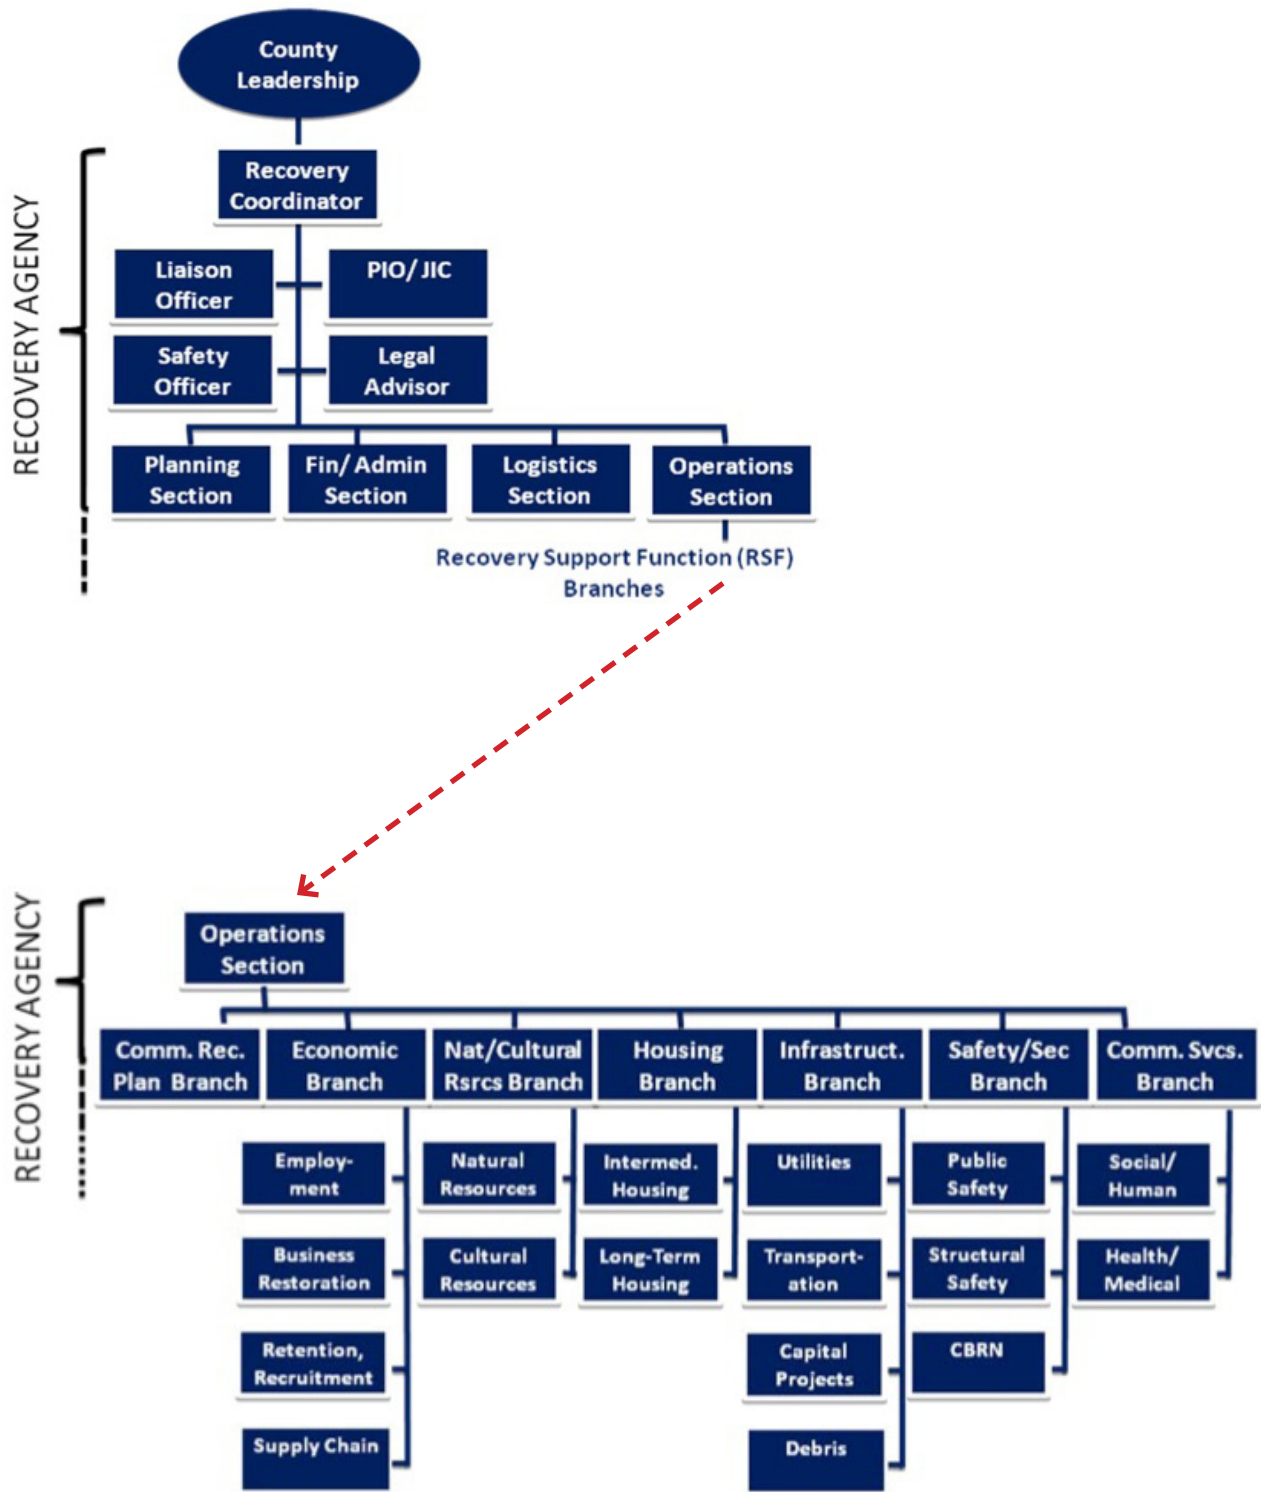 County
Leadership
RECOVERY AGENCY
Recovery
Coordinator
Liaison
Officer
PIO/ JIC
Safety
Officer
Legal
Advisor
Planning
Section
Fin/ Admin
Section
Logistics
Section
Operations
Section
Recovery Support Function (RSF)
Branches
RECOVERY AGENCY
Operations
Section
Comm. Rec.
Plan Branch
Economic
Branch
Nat/Cultural
Rsrcs Branch
Housing
Branch
Infrastruct.
Branch
Safety/Sec
Branch
Comm. Svcs.
Branch
Employ-
ment
Business
Restoration
Retention,
Recruitment
Supply Chain
Natural
Resources
Cultural
Resources
Intermed.
Housing
Long-Term
Housing
Utilities
Transport-
ation
Capital
Projects
Debris
Public
Safety
Structural
Safety
CBRN
Social/
Human
Health/
Medical